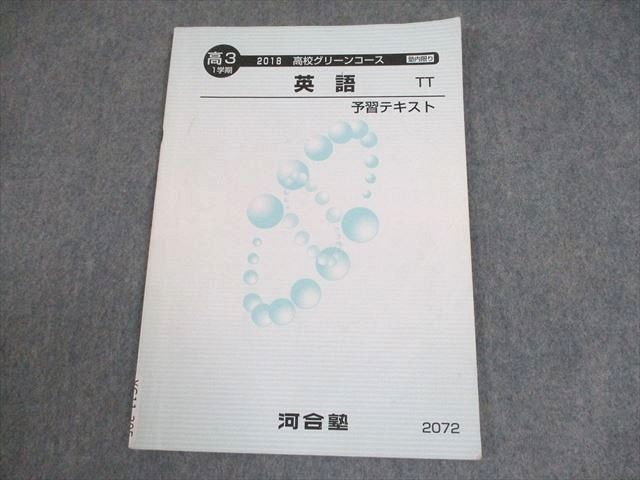 高3
1学期
2018 高校グリーンコース
塾内限り
英語 TT
予習テキスト
河合塾
2072